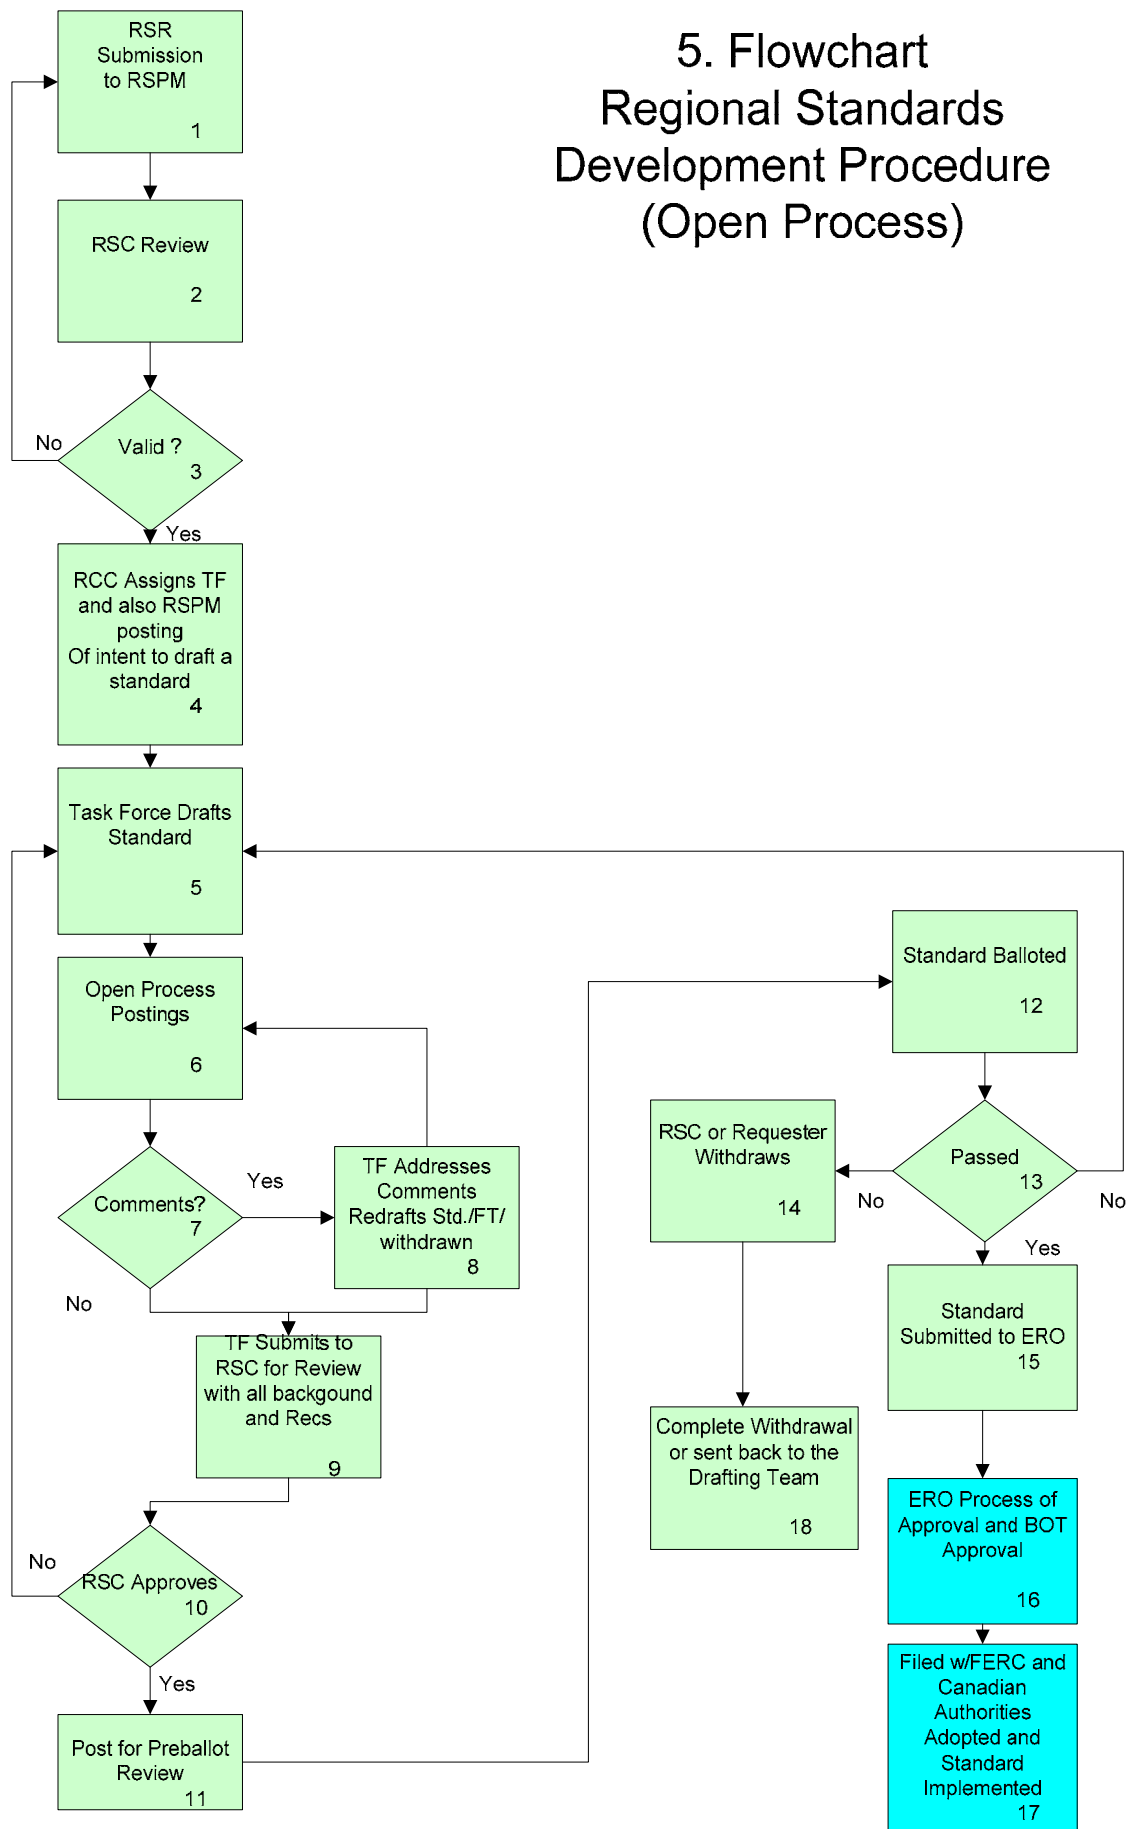 5. Flowchart
Regional Standards
Development Procedure
(Open Process)
RSR
Submission
to RSPM
1
RSC Review
2
Valid ?
3
No
Yes
RCC Assigns TF
and also RSPM
posting
Of intent to draft a
standard
4
Task Force Drafts
Standard
5
Open Process
Postings
6
Comments?
7
Yes
No
TF Addresses
Comments
Redrafts Std./FT/
withdrawn
8
TF Submits to
RSC for Review
with all backgound
and Recs
9
RSC Approves
10
No
Yes
Post for Preballot
Review
11
Standard Balloted
12
Passed
13
No
No
Yes
RSC or Requester
Withdraws
14
Complete Withdrawal
or sent back to the
Drafting Team
18
Standard
Submitted to ERO
15
ERO Process of
Approval and BOT
Approval
16
Filed w/FERC and
Canadian
Authorities
Adopted and
Standard
Implemented
17